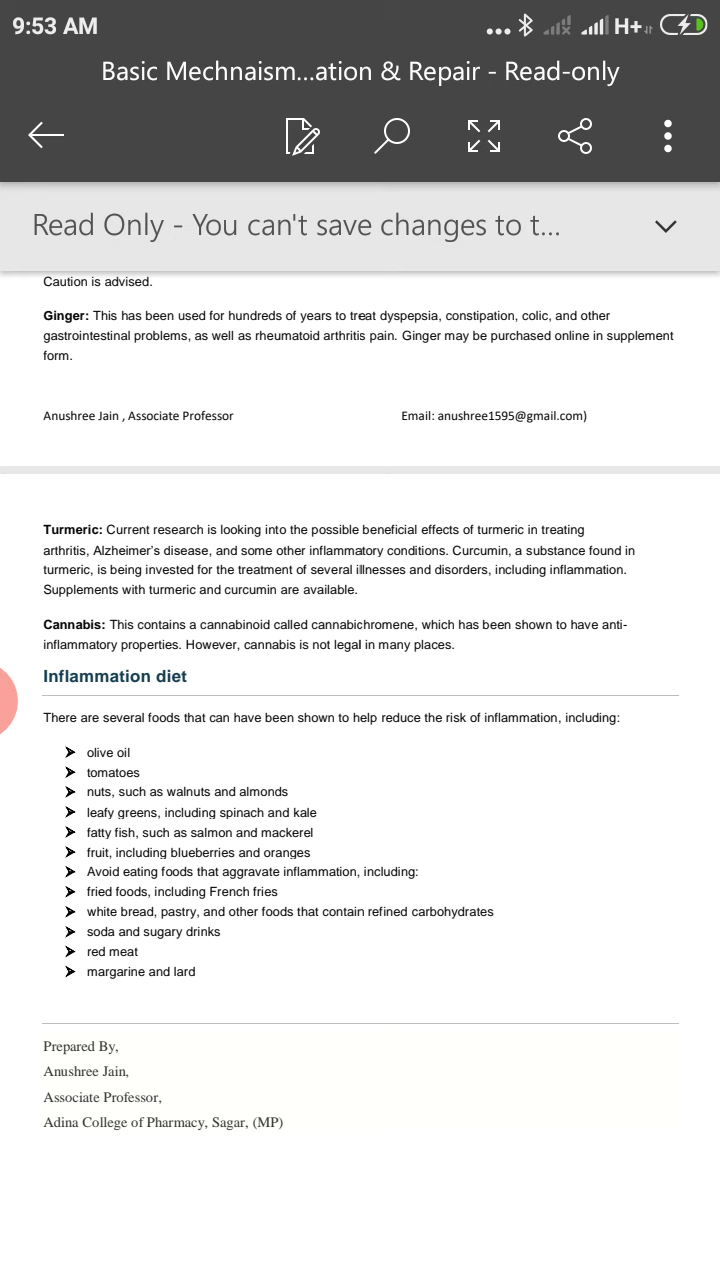 9:53 AM
H+
Basic Mechnaism...ation & Repair - Read-only
Read Only - You can't save changes to t...
Caution is advised.
Ginger: This has been used for hundreds of years to treat dyspepsia, constipation, colic, and other
gastrointestinal problems, as well as rheumatoid arthritis pain. Ginger may be purchased online in supplement
form.
Anushree Jain , Associate Professor Email: anushree1595@gmail.com)
Turmeric: Current research is looking into the possible beneficial effects of turmeric in treating
arthritis, Alzheimer's disease, and some other inflammatory conditions. Curcumin, a substance found in
turmeric, is being invested for the treatment of several illnesses and disorders, including inflammation.
Supplements with turmeric and curcumin are available.
Cannabis: This contains a cannabinoid called cannabichromene, which has been shown to have anti-
inflammatory properties. However, cannabis is not legal in many places.
Inflammation diet
There are several foods that can have been shown to help reduce the risk of inflammation, including:
➤ olive oil
➤ tomatoes
➤ nuts, such as walnuts and almonds
➤ leafy greens, including spinach and kale
➤ fatty fish, such as salmon and mackerel
➤ fruit, including blueberries and oranges
➤ Avoid eating foods that aggravate inflammation, including:
➤ fried foods, including French fries
➤ white bread, pastry, and other foods that contain refined carbohydrates
➤ soda and sugary drinks
➤ red meat
➤ margarine and lard
Prepared By,
Anushree Jain,
Associate Professor,
Adina College of Pharmacy, Sagar, (MP)